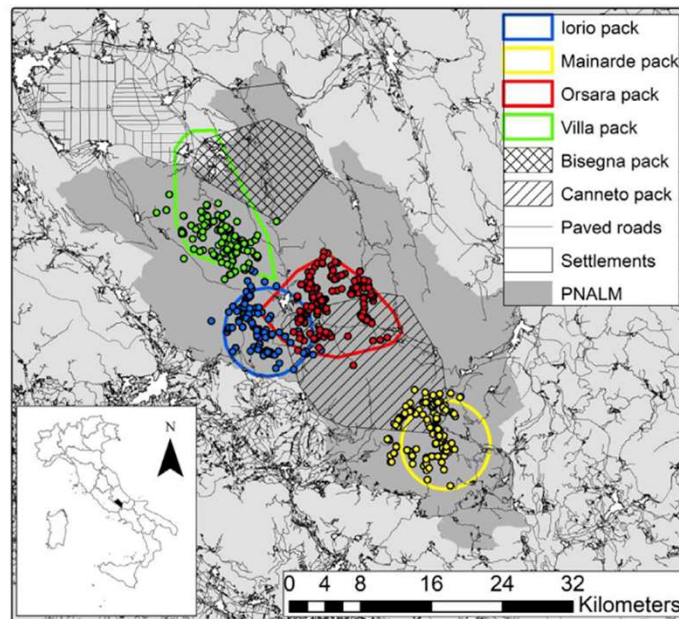 Iorio pack
Mainarde pack
Orsara pack
Villa pack
Bisegna pack
Canneto pack
Paved roads
Settlements
PNALM
N
0 4 8 16 24 32
Kilometers